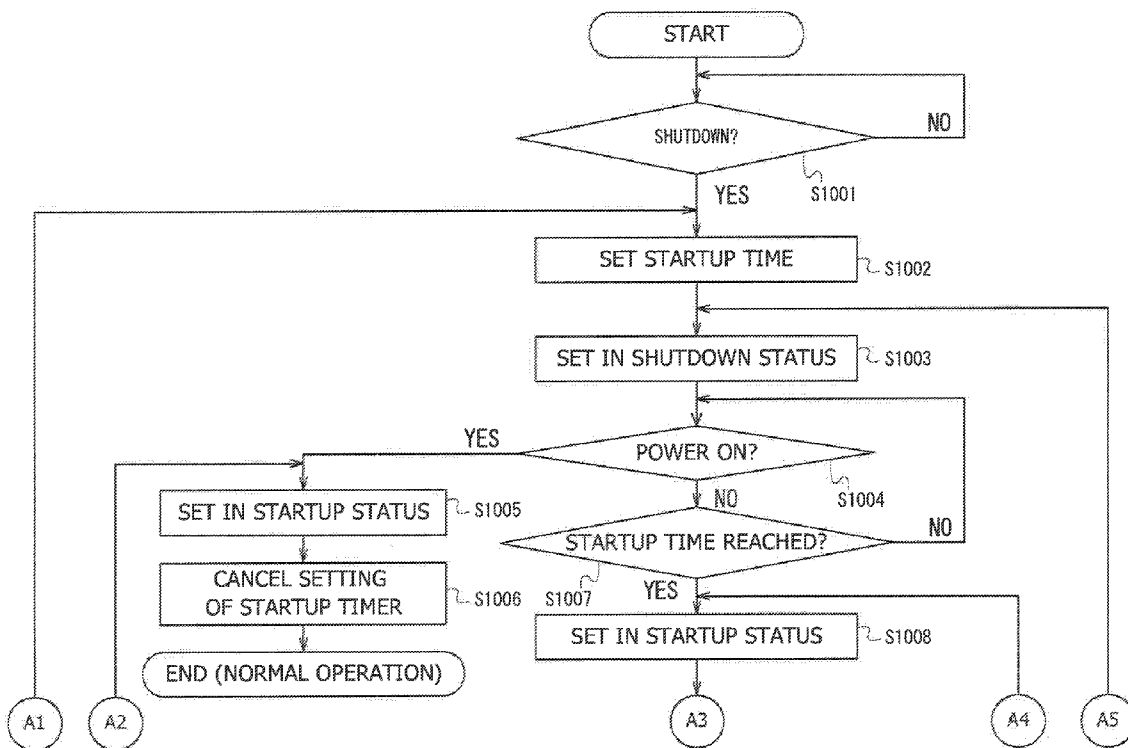 START
SHUTDOWN?
NO
S1001
YES
SET STARTUP TIME
S1002
SET IN SHUTDOWN STATUS
S1003
YES
POWER ON?
S1004
SET IN STARTUP STATUS
S1005
NO
STARTUP TIME REACHED?
NO
S1007
CANCEL SETTING
OF STARTUP TIMER
S1006
YES
SET IN STARTUP STATUS
S1008
END (NORMAL OPERATION)
A1
A2
A3
A4
A5